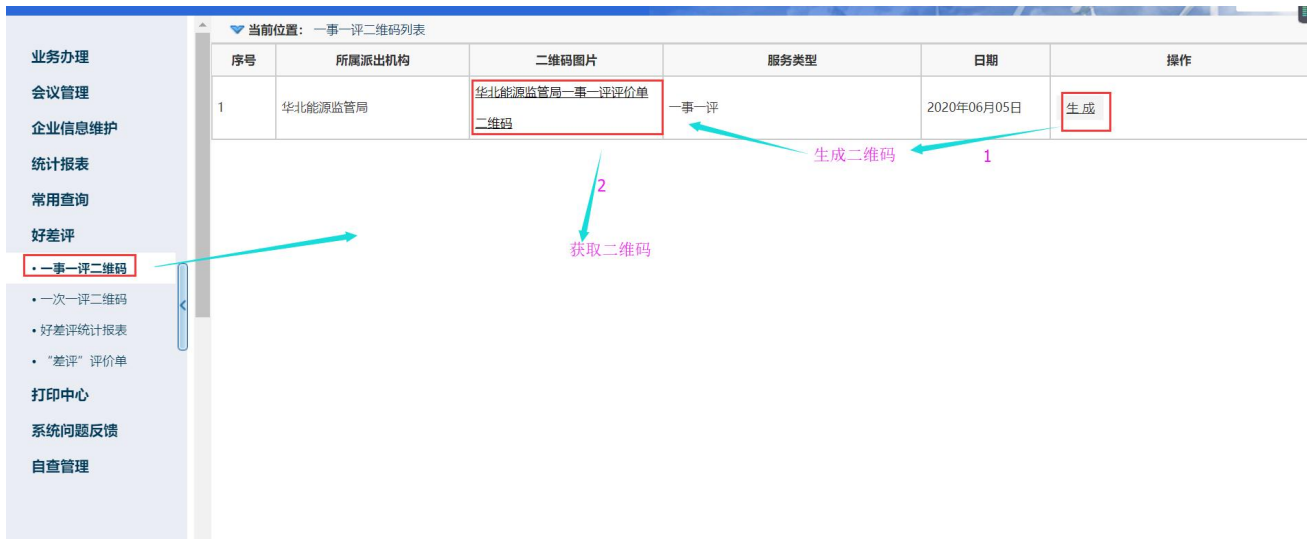 当前位置: 一事一评二维码列表
业务办理
会议管理
企业信息维护
统计报表
常用查询
好差评
• 一事一评二维码
• 一次一评二维码
• 好差评统计报表
• “差评”评价单
打印中心
系统问题反馈
自查管理
序号 所属派出机构 二维码图片 服务类型 日期 操作
1 华北能源监管局 华北能源监管局一事一评评价单 一事一评 2020年06月05日 生成
二维码
生成二维码 1
2
获取二维码